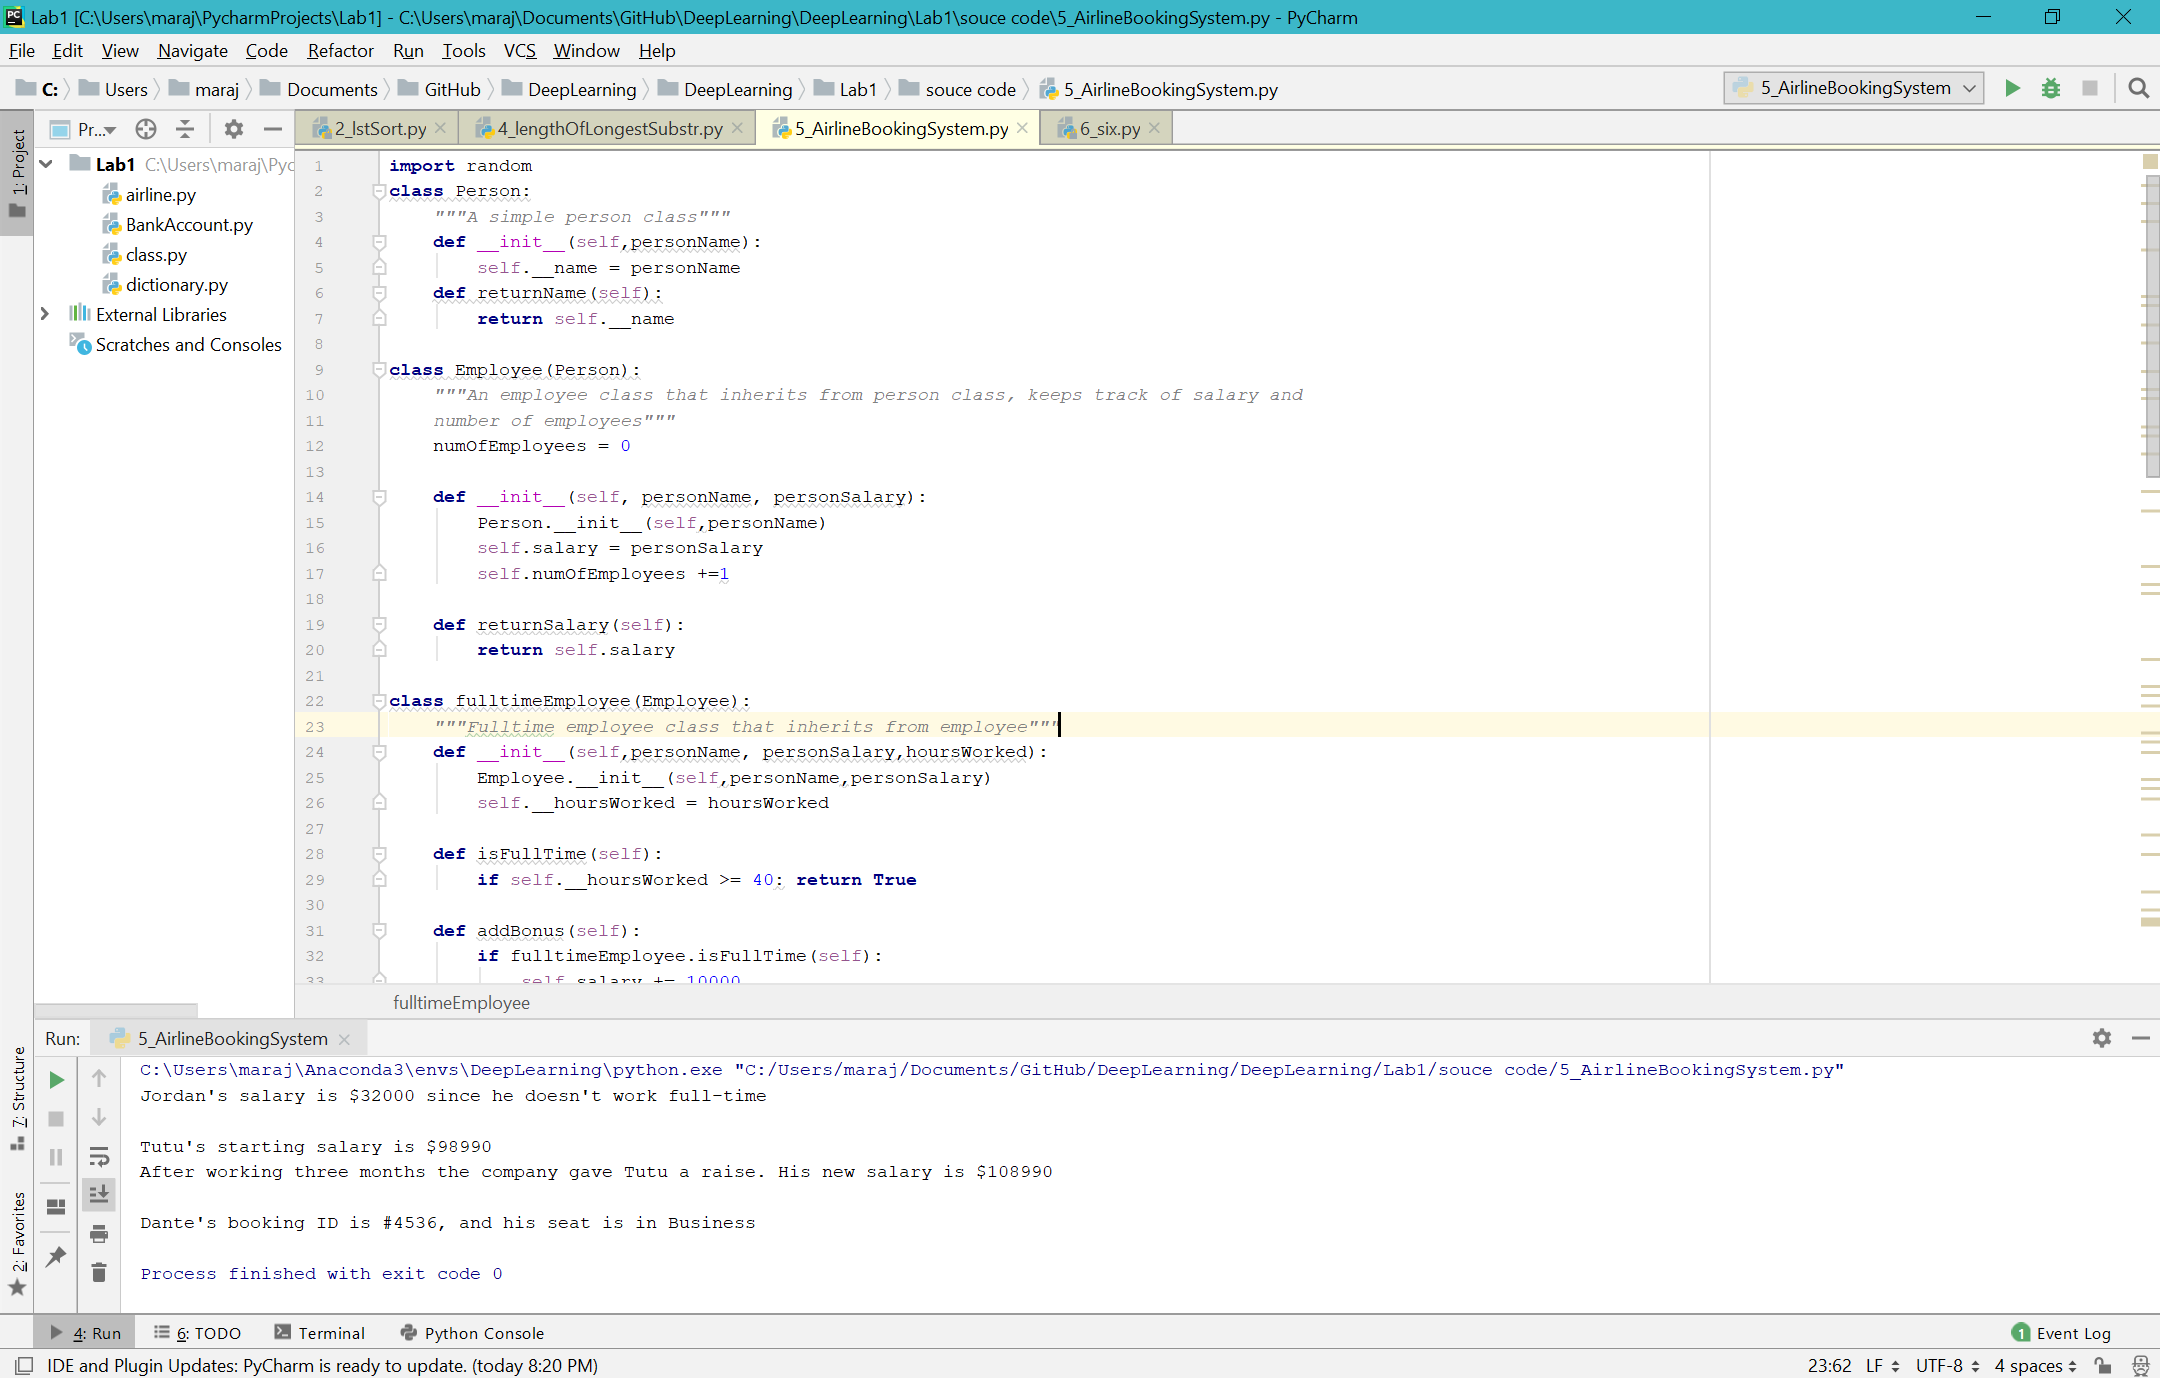 Lab1 [C:\Users\maraj\PycharmProjects\Lab1] - C:\Users\maraj\Documents\GitHub\DeepLearning\DeepLearning\Lab1\souce code\5_AirlineBookingSystem.py - PyCharm
File Edit View Navigate Code Refactor Run Tools VCS Window Help
C: Users maraj Documents GitHub DeepLearning DeepLearning Lab1 souce code 5_AirlineBookingSystem.py 5_AirlineBookingSystem
1: Project
Pr...
2_lstSort.py 4_lengthOfLongestSubstr.py 5_AirlineBookingSystem.py 6_six.py
Lab1 C:\Users\maraj\Pyc
airline.py
BankAccount.py
class.py
dictionary.py
External Libraries
Scratches and Consoles
1 import random
2 class Person:
3 """A simple person class"""
4 def __init__(self,personName):
5 self.__name = personName
6 def returnName(self):
7 return self.__name
8
9 class Employee(Person):
10 """An employee class that inherits from person class, keeps track of salary and
11 number of employees"""
12 numOfEmployees = 0
13
14 def __init__(self, personName, personSalary):
15 Person.__init__(self,personName)
16 self.salary = personSalary
17 self.numOfEmployees +=1
18
19 def returnSalary(self):
20 return self.salary
21
22 class fulltimeEmployee(Employee):
23 """Fulltime employee class that inherits from employee"""
24 def __init__(self,personName, personSalary,hoursWorked):
25 Employee.__init__(self,personName,personSalary)
26 self.__hoursWorked = hoursWorked
27
28 def isFullTime(self):
29 if self.__hoursWorked >= 40: return True
30
31 def addBonus(self):
32 if fulltimeEmployee.isFullTime(self):
33 self.salary += 10000
fulltimeEmployee
Run: 5_AirlineBookingSystem
7: Structure
2: Favorites
C:\Users\maraj\Anaconda3\envs\DeepLearning\python.exe "C:/Users/maraj/Documents/GitHub/DeepLearning/DeepLearning/Lab1/souce code/5_AirlineBookingSystem.py"
Jordan's salary is $32000 since he doesn't work full-time
Tutu's starting salary is $98990
After working three months the company gave Tutu a raise. His new salary is $108990
Dante's booking ID is #4536, and his seat is in Business
Process finished with exit code 0
4: Run 6: TODO Terminal Python Console 1 Event Log
IDE and Plugin Updates: PyCharm is ready to update. (today 8:20 PM) 23:62 LF UTF-8 4 spaces